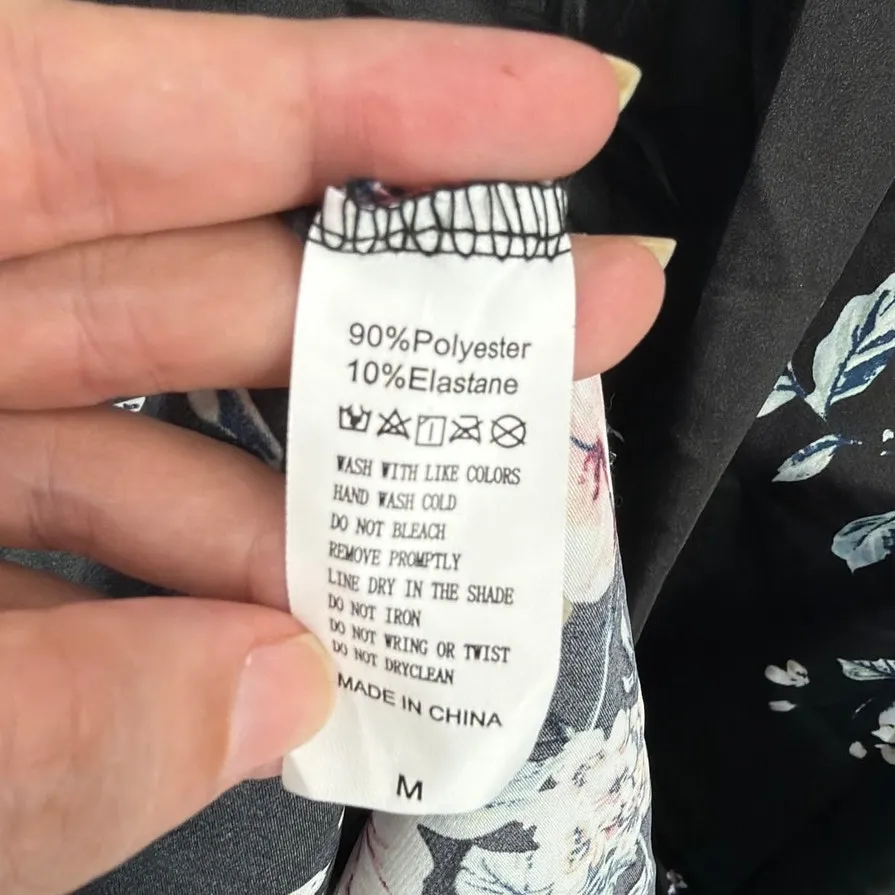 90%Polyester
10%Elastane
WASH WITH LIKE COLORS
HAND WASH COLD
DO NOT BLEACH
REMOVE PROMPTLY
LINE DRY IN THE SHADE
DO NOT IRON
DO NOT WRING OR TWIST
DO NOT DRYCLEAN
MADE IN CHINA
M